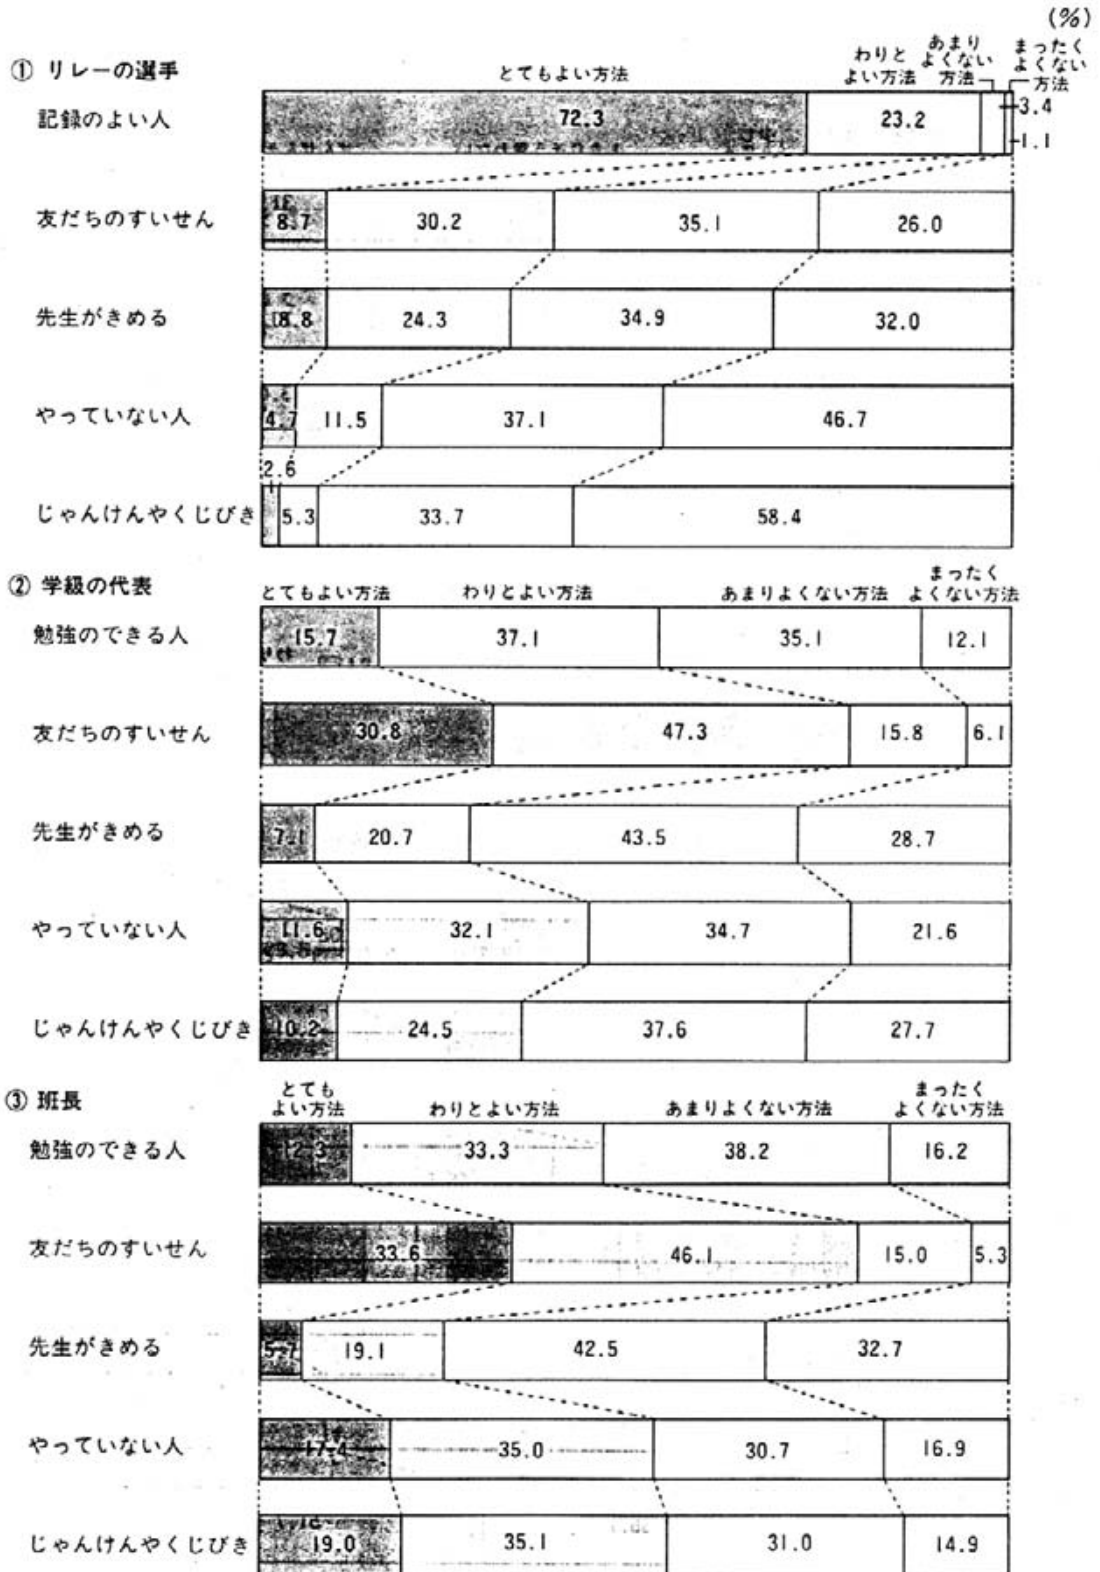 (%)
① リレーの選手
とてもよい方法
わりと
よい方法
あまり
よくない
方法
まったく
よくない
方法
記録のよい人
72.3
23.2
3.4
1.1
友だちのすいせん
8.7
30.2
35.1
26.0
先生がきめる
8.8
24.3
34.9
32.0
やっていない人
4.7
11.5
37.1
46.7
じゃんけんやくじびき
2.6
5.3
33.7
58.4
② 学級の代表
とてもよい方法
わりとよい方法
あまりよくない方法
まったく
よくない方法
勉強のできる人
15.7
37.1
35.1
12.1
友だちのすいせん
30.8
47.3
15.8
6.1
先生がきめる
7.1
20.7
43.5
28.7
やっていない人
11.6
32.1
34.7
21.6
じゃんけんやくじびき
10.2
24.5
37.6
27.7
③ 班長
とても
よい方法
わりとよい方法
あまりよくない方法
まったく
よくない方法
勉強のできる人
12.3
33.3
38.2
16.2
友だちのすいせん
33.6
46.1
15.0
5.3
先生がきめる
5.7
19.1
42.5
32.7
やっていない人
17.4
35.0
30.7
16.9
じゃんけんやくじびき
19.0
35.1
31.0
14.9